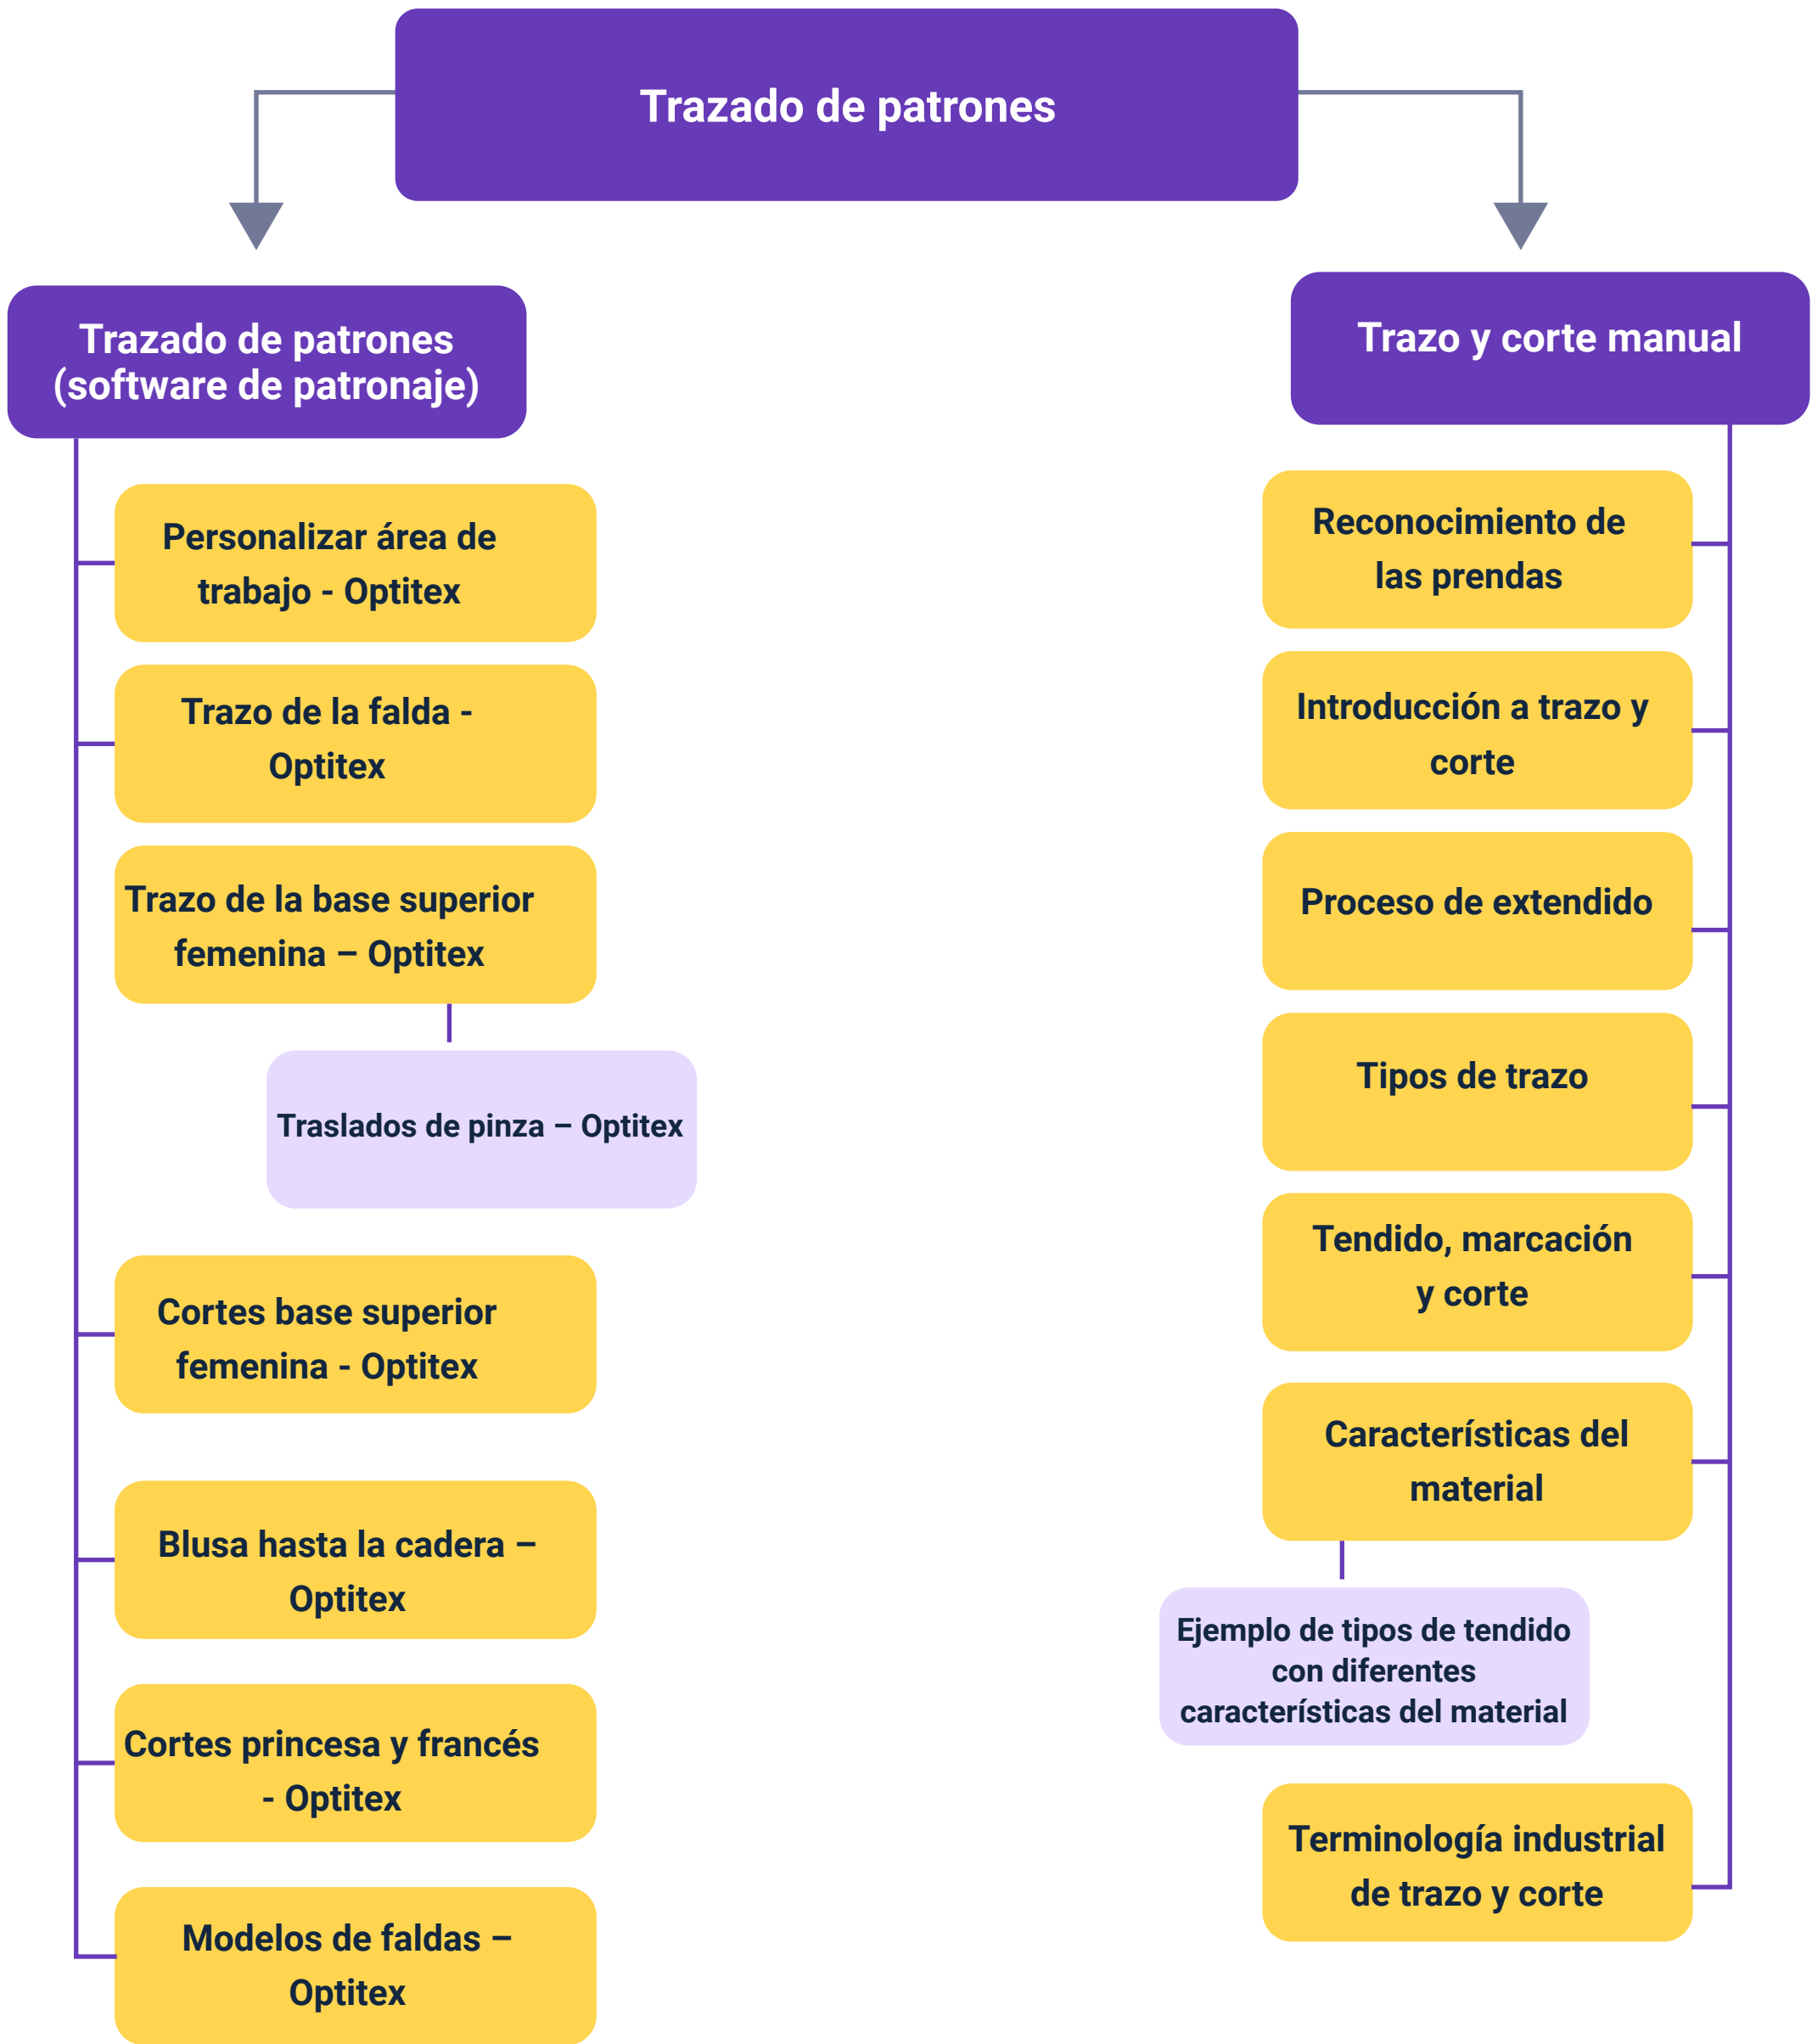 Trazado de patrones
Trazado de patrones
(software de patronaje)
Personalizar área de
trabajo - Optitex
Trazo de la falda -
Optitex
Trazo de la base superior
femenina – Optitex
Traslados de pinza – Optitex
Cortes base superior
femenina - Optitex
Blusa hasta la cadera –
Optitex
Cortes princesa y francés
- Optitex
Modelos de faldas –
Optitex
Trazo y corte manual
Reconocimiento de
las prendas
Introducción a trazo y
corte
Proceso de extendido
Tipos de trazo
Tendido, marcación
y corte
Características del
material
Ejemplo de tipos de tendido
con diferentes
características del material
Terminología industrial
de trazo y corte